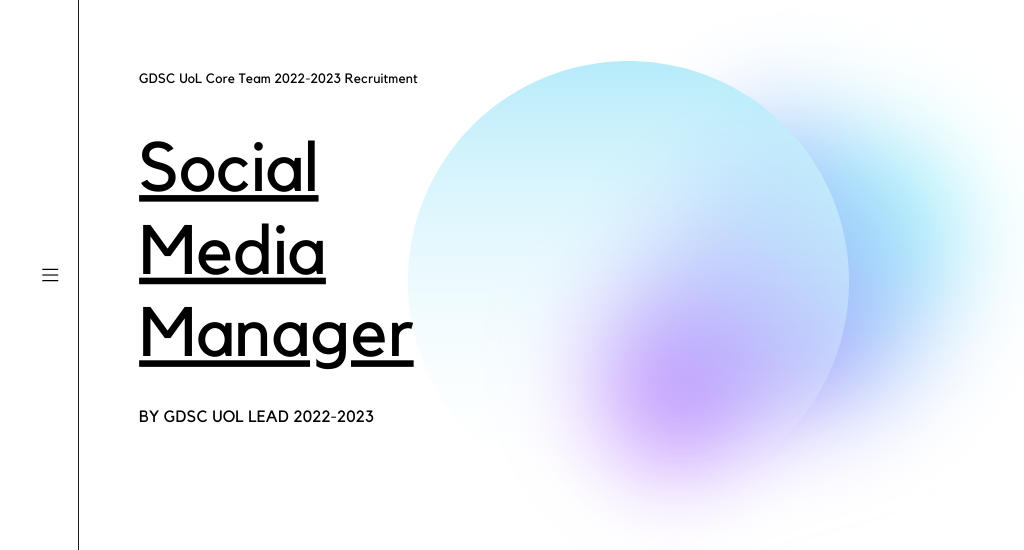 GDSC UoL Core Team 2022-2023 Recruitment
Social
Media
Manager
BY GDSC UOL LEAD 2022-2023